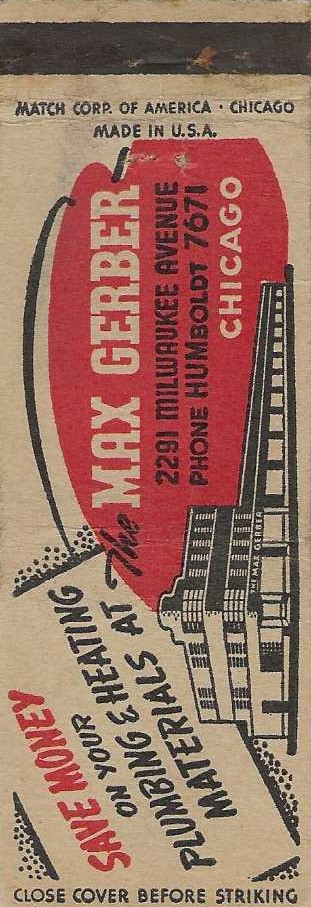 MATCH CORP. OF AMERICA · CHICAGO
MADE IN U.S.A.
SAVE MONEY
ON YOUR
PLUMBING & HEATING
MATERIALS AT
The MAX GERBER
2291 MILWAUKEE AVENUE
PHONE HUMBOLDT 7671
CHICAGO
THE MAX GERBER
CLOSE COVER BEFORE STRIKING